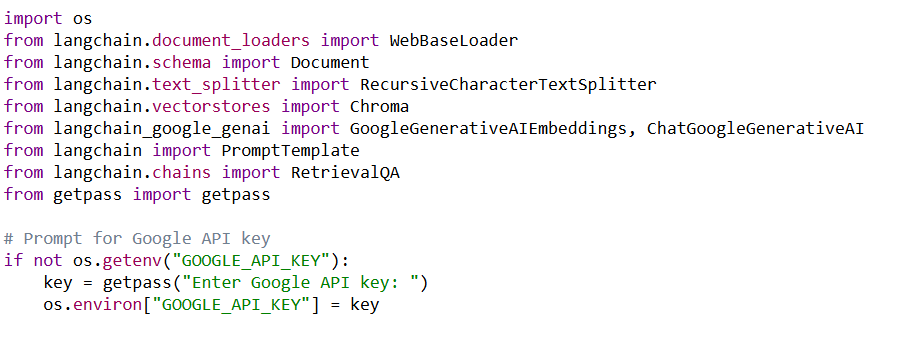 import os
from langchain.document_loaders import WebBaseLoader
from langchain.schema import Document
from langchain.text_splitter import RecursiveCharacterTextSplitter
from langchain.vectorstores import Chroma
from langchain_google_genai import GoogleGenerativeAIEmbeddings, ChatGoogleGenerativeAI
from langchain import PromptTemplate
from langchain.chains import RetrievalQA
from getpass import getpass

# Prompt for Google API key
if not os.getenv("GOOGLE_API_KEY"):
    key = getpass("Enter Google API key: ")
    os.environ["GOOGLE_API_KEY"] = key